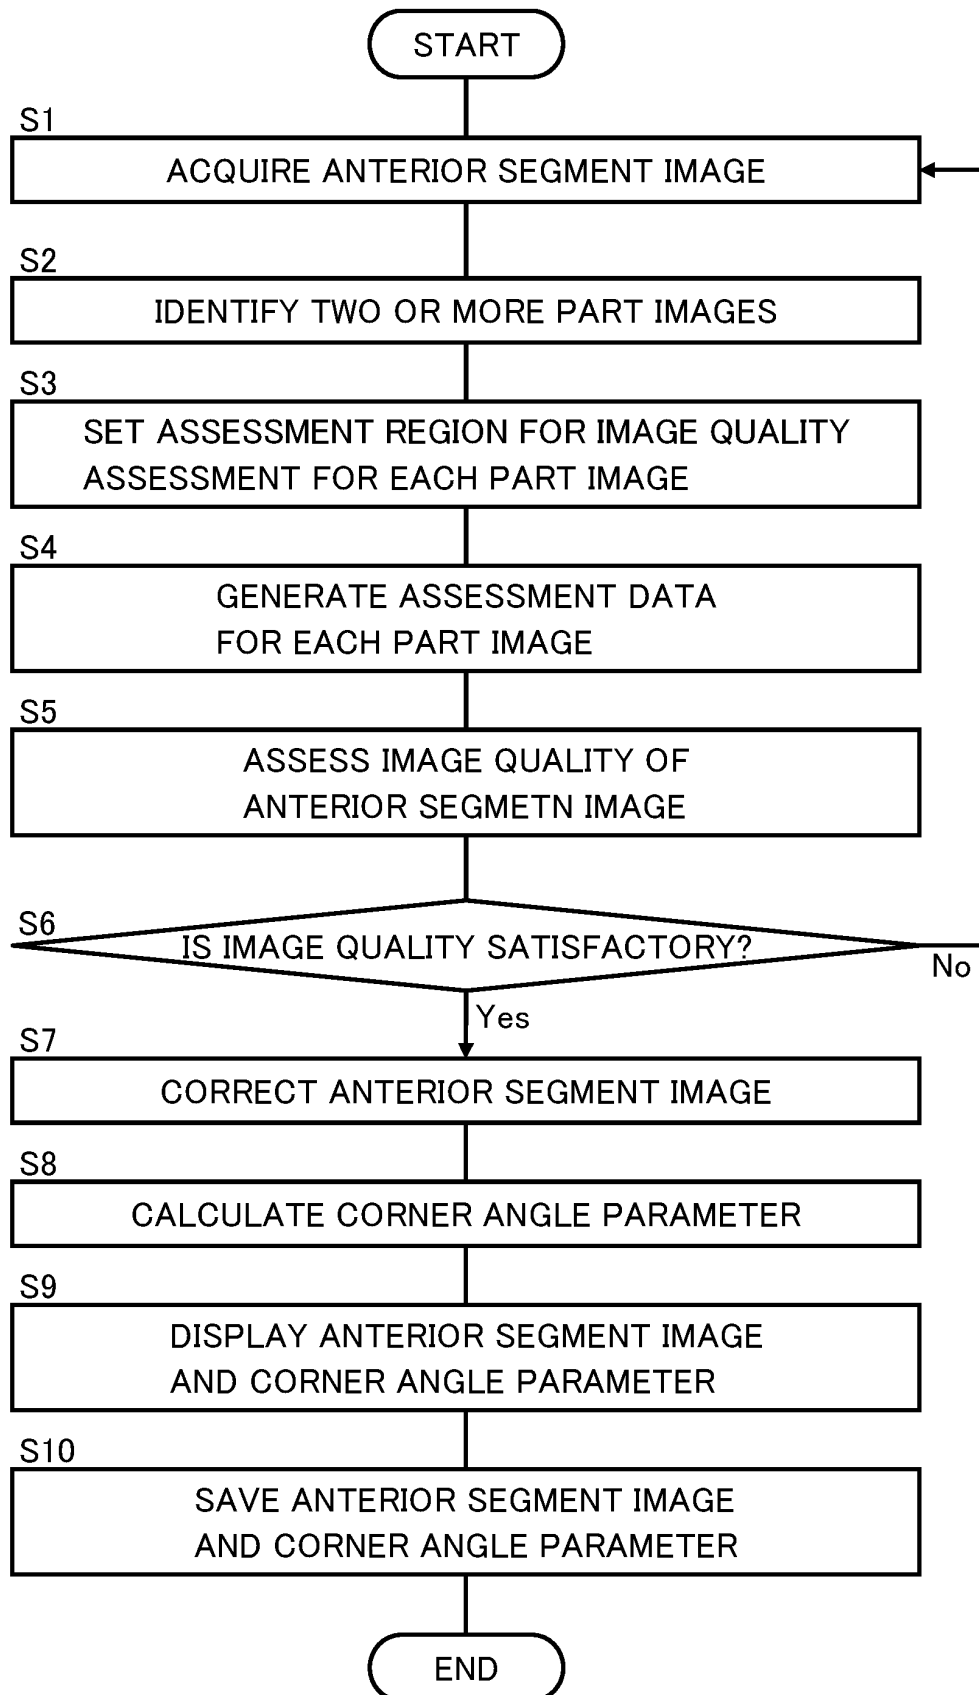 START
S1
ACQUIRE ANTERIOR SEGMENT IMAGE
S2
IDENTIFY TWO OR MORE PART IMAGES
S3
SET ASSESSMENT REGION FOR IMAGE QUALITY
ASSESSMENT FOR EACH PART IMAGE
S4
GENERATE ASSESSMENT DATA
FOR EACH PART IMAGE
S5
ASSESS IMAGE QUALITY OF
ANTERIOR SEGMETN IMAGE
S6
IS IMAGE QUALITY SATISFACTORY?
No
Yes
S7
CORRECT ANTERIOR SEGMENT IMAGE
S8
CALCULATE CORNER ANGLE PARAMETER
S9
DISPLAY ANTERIOR SEGMENT IMAGE
AND CORNER ANGLE PARAMETER
S10
SAVE ANTERIOR SEGMENT IMAGE
AND CORNER ANGLE PARAMETER
END